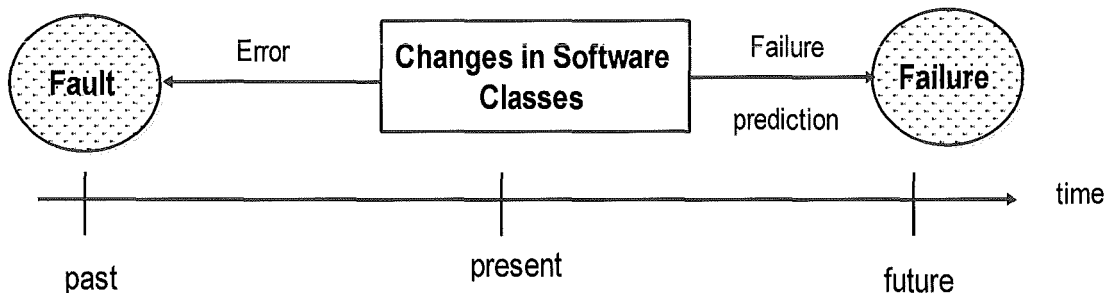 Fault
Error
Changes in Software
Classes
Failure
prediction
Failure
time
past
present
future